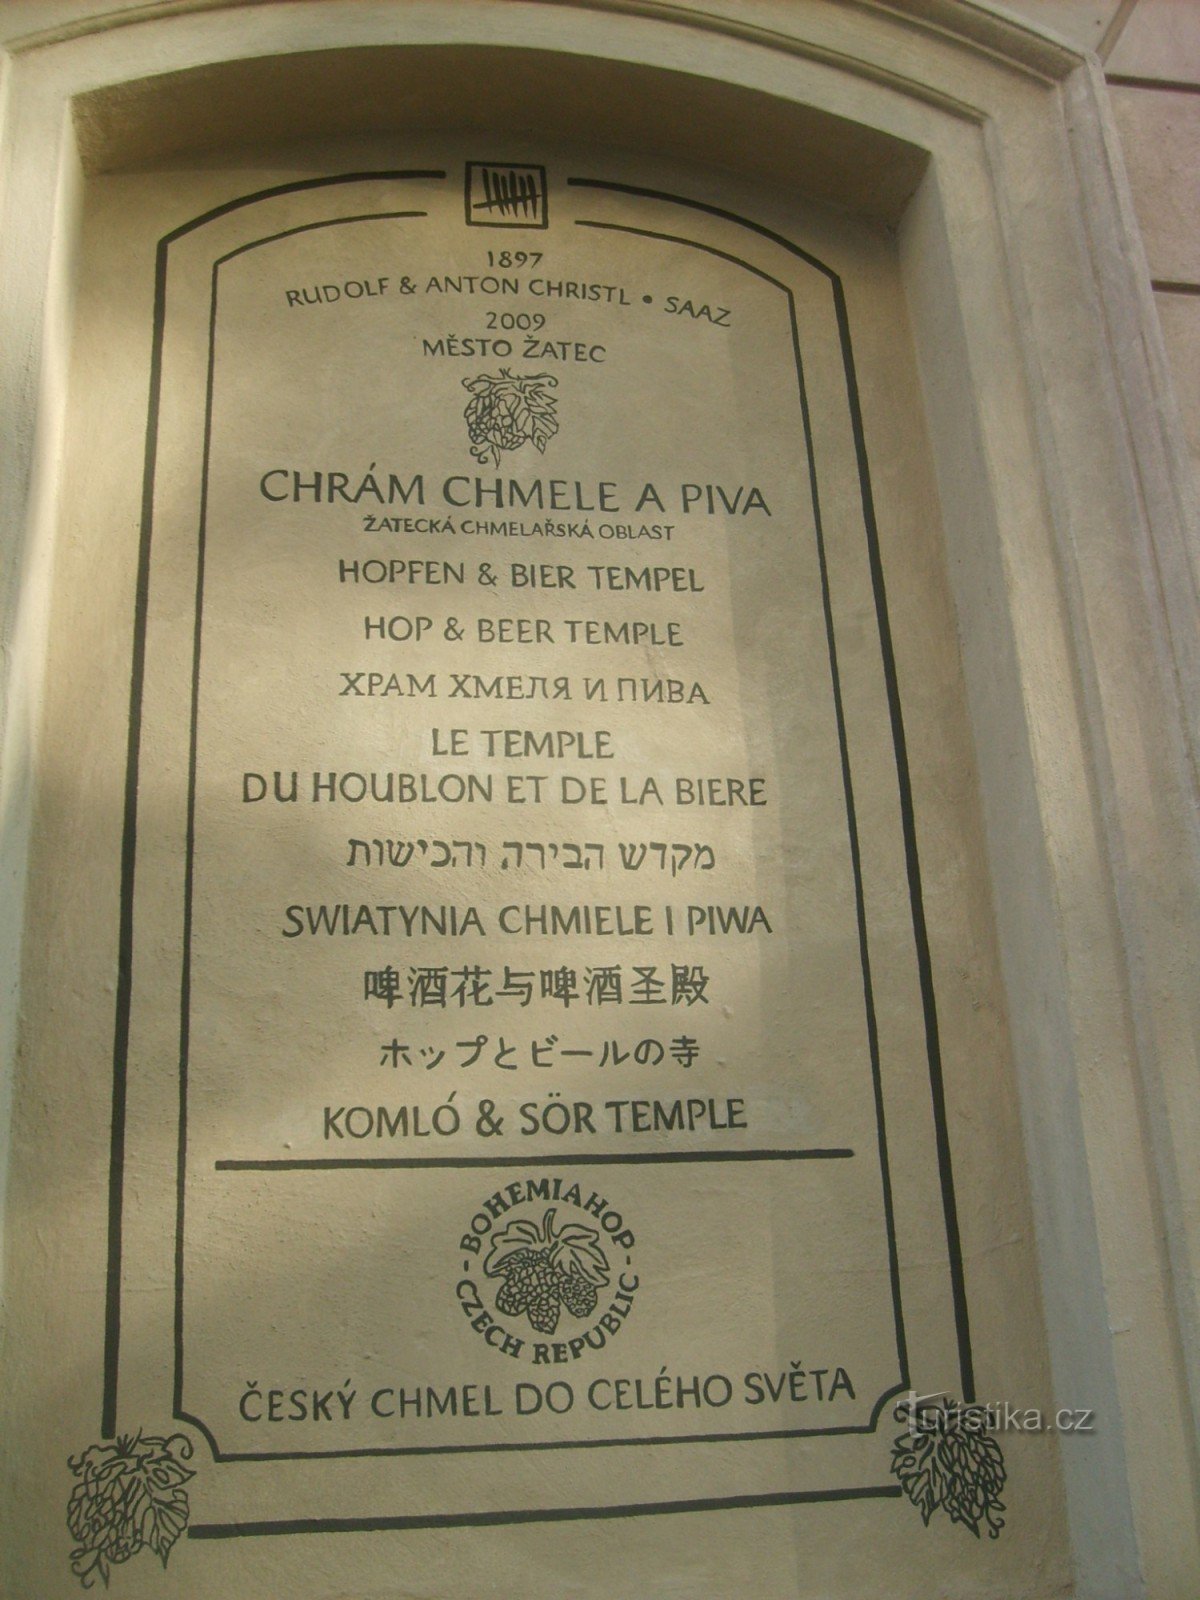 1897
RUDOLF & ANTON CHRISTL • SAAZ
2009
MĚSTO ŽATEC
CHRÁM CHMELE A PIVA
ŽATECKÁ CHMELAŘSKÁ OBLAST
HOPFEN & BIER TEMPEL
HOP & BEER TEMPLE
ХРАМ ХМЕЛЯ И ПИВА
LE TEMPLE
DU HOUBLON ET DE LA BIERE
מקדש הבירה והכישות
SWIATYNIA CHMIELE I PIWA
啤酒花与啤酒圣殿
ホップとビールの寺
KOMLÓ & SÖR TEMPLE
BOHEMIA HOP
CZECH REPUBLIC
ČESKÝ CHMEL DO CELÉHO SVĚTA
Turistika.cz